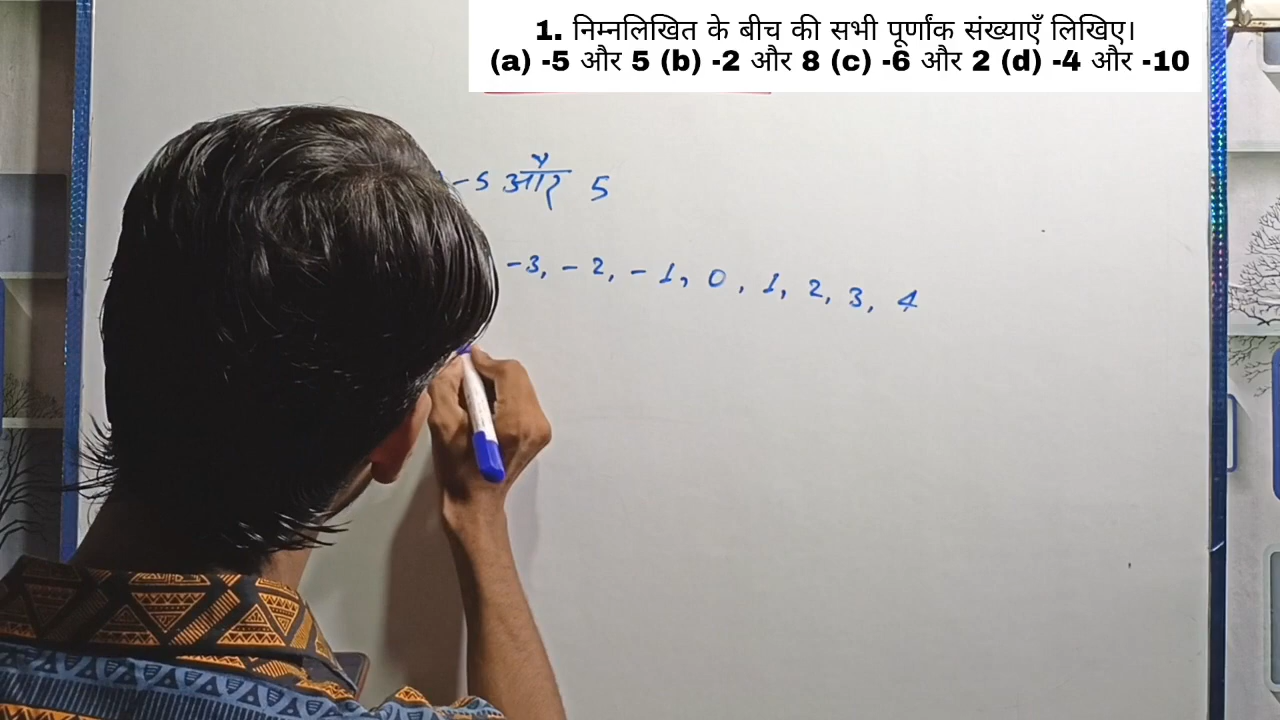 1. निम्नलिखित के बीच की सभी पूर्णांक संख्याएँ लिखिए।
(a) -5 और 5 (b) -2 और 8 (c) -6 और 2 (d) -4 और -10
-5 और 5
-3, -2, -1, 0, 1, 2, 3, 4